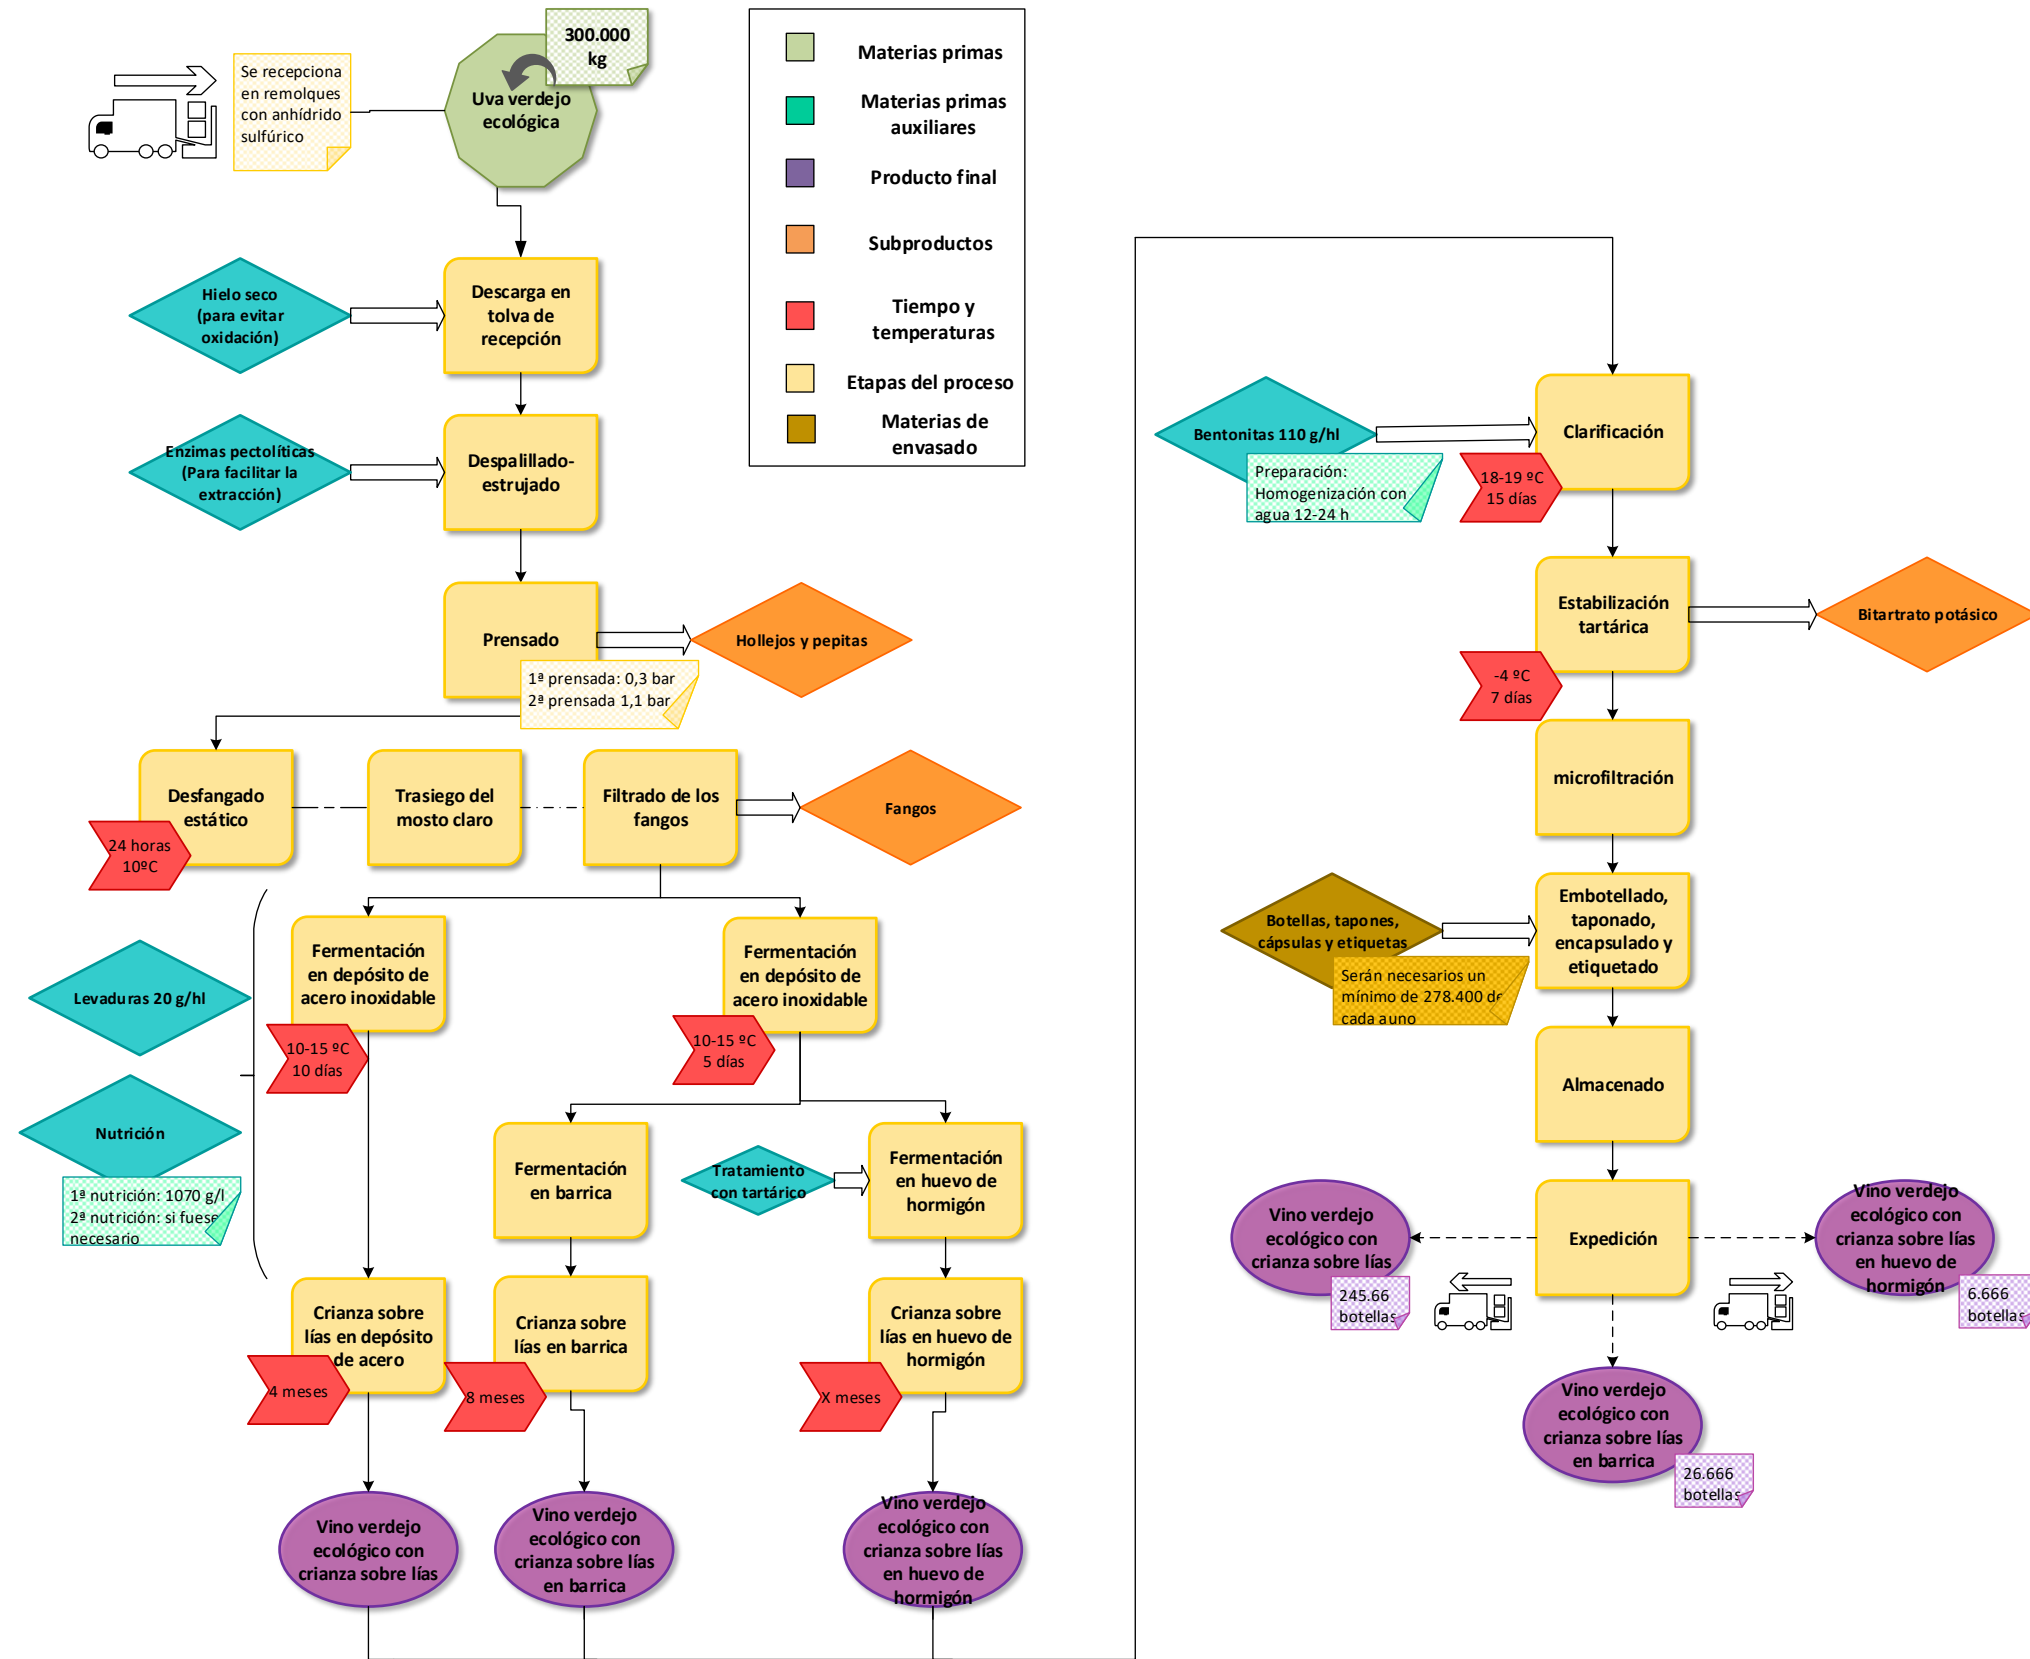 Se recepciona
en remolques
con anhídrido
sulfúrico
300.000
kg
Uva verdejo
ecológica
Materias primas
Materias primas
auxiliares
Producto final
Subproductos
Tiempo y
temperaturas
Etapas del proceso
Materias de
envasado
Hielo seco
(para evitar
oxidación)
Descarga en
tolva de
recepción
Enzimas pectolíticas
(Para facilitar la
extracción)
Despalillado-
estrujado
Prensado
1ª prensada: 0,3 bar
2ª prensada 1,1 bar
Hollejos y pepitas
Desfangado
estático
24 horas
10ºC
Trasiego del
mosto claro
Filtrado de los
fangos
Fangos
Levaduras 20 g/hl
Nutrición
1ª nutrición: 1070 g/l
2ª nutrición: si fuese
necesario
Fermentación
en depósito de
acero inoxidable
10-15 ºC
10 días
Fermentación
en depósito de
acero inoxidable
10-15 ºC
5 días
Fermentación
en barrica
Tratamiento
con tartárico
Fermentación
en huevo de
hormigón
Crianza sobre
lías en depósito
de acero
4 meses
Crianza sobre
lías en barrica
8 meses
Crianza sobre
lías en huevo de
hormigón
X meses
Vino verdejo
ecológico con
crianza sobre lías
Vino verdejo
ecológico con
crianza sobre lías
en barrica
Vino verdejo
ecológico con
crianza sobre lías
en huevo de
hormigón
Bentonitas 110 g/hl
Preparación:
Homogenización con
agua 12-24 h
Clarificación
18-19 ºC
15 días
Estabilización
tartárica
-4 ºC
7 días
Bitartrato potásico
microfiltración
Botellas, tapones,
cápsulas y etiquetas
Serán necesarios un
mínimo de 278.400 de
cada auno
Embotellado,
taponado,
encapsulado y
etiquetado
Almacenado
Expedición
Vino verdejo
ecológico con
crianza sobre lías
245.66
botellas
Vino verdejo
ecológico con
crianza sobre lías
en huevo de
hormigón
6.666
botellas
Vino verdejo
ecológico con
crianza sobre lías
en barrica
26.666
botellas